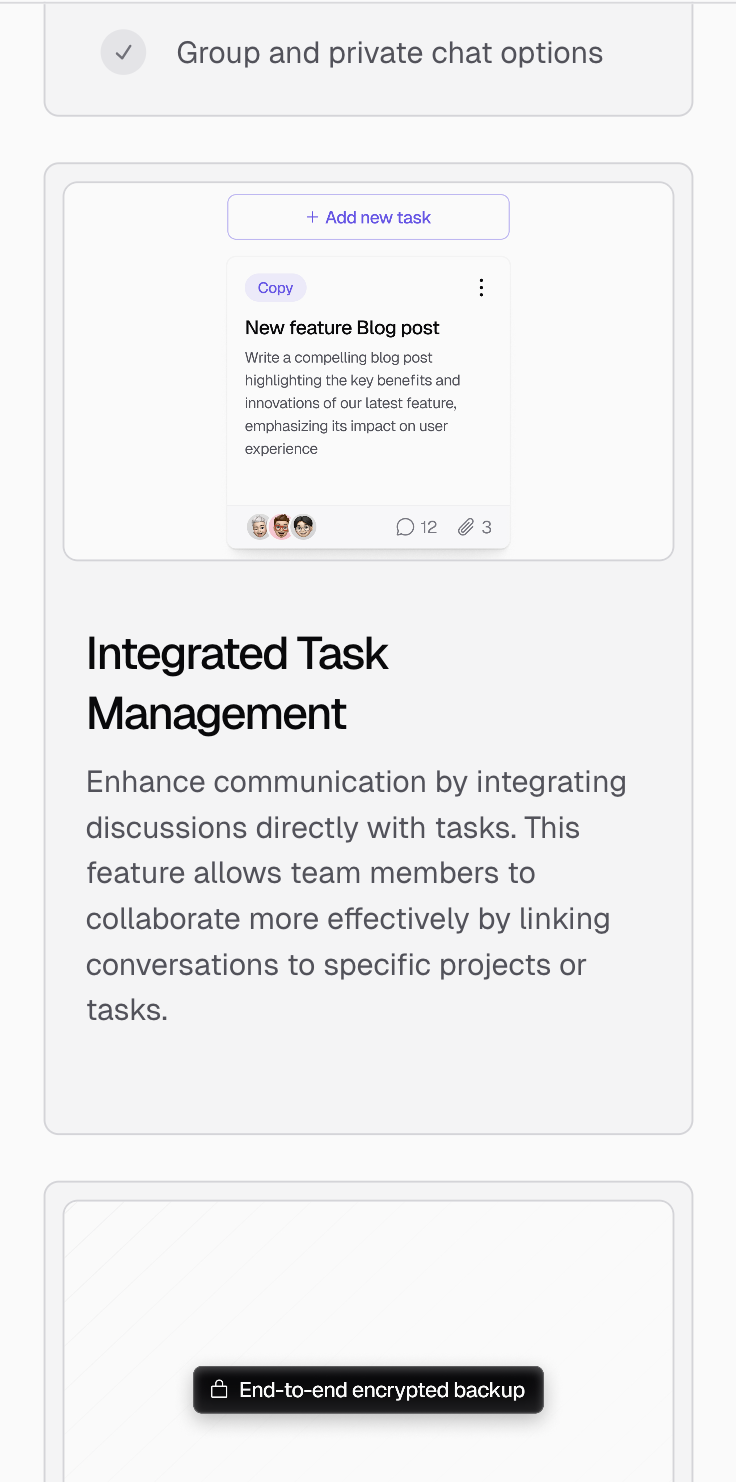 Group and private chat options
+ Add new task
Copy
New feature Blog post
Write a compelling blog post
highlighting the key benefits and
innovations of our latest feature,
emphasizing its impact on user
experience
12 3
Integrated Task
Management
Enhance communication by integrating
discussions directly with tasks. This
feature allows team members to
collaborate more effectively by linking
conversations to specific projects or
tasks.
End-to-end encrypted backup